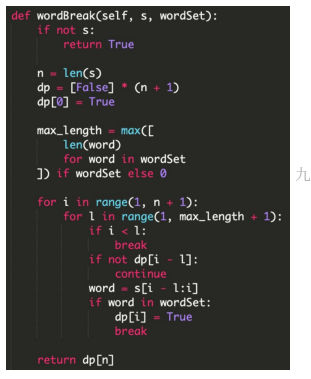 def wordBreak(self, s, wordSet):
    if not s:
        return True

    n = len(s)
    dp = [False] * (n + 1)
    dp[0] = True

    max_length = max([
        len(word)
        for word in wordSet
    ]) if wordSet else 0

    for i in range(1, n + 1):
        for l in range(1, max_length + 1):
            if i < l:
                break
            if not dp[i - l]:
                continue
            word = s[i - l:i]
            if word in wordSet:
                dp[i] = True
                break

    return dp[n]
九